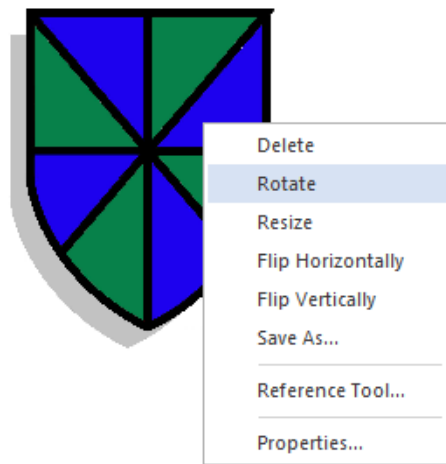 Delete
Rotate
Resize
Flip Horizontally
Flip Vertically
Save As...
Reference Tool...
Properties...